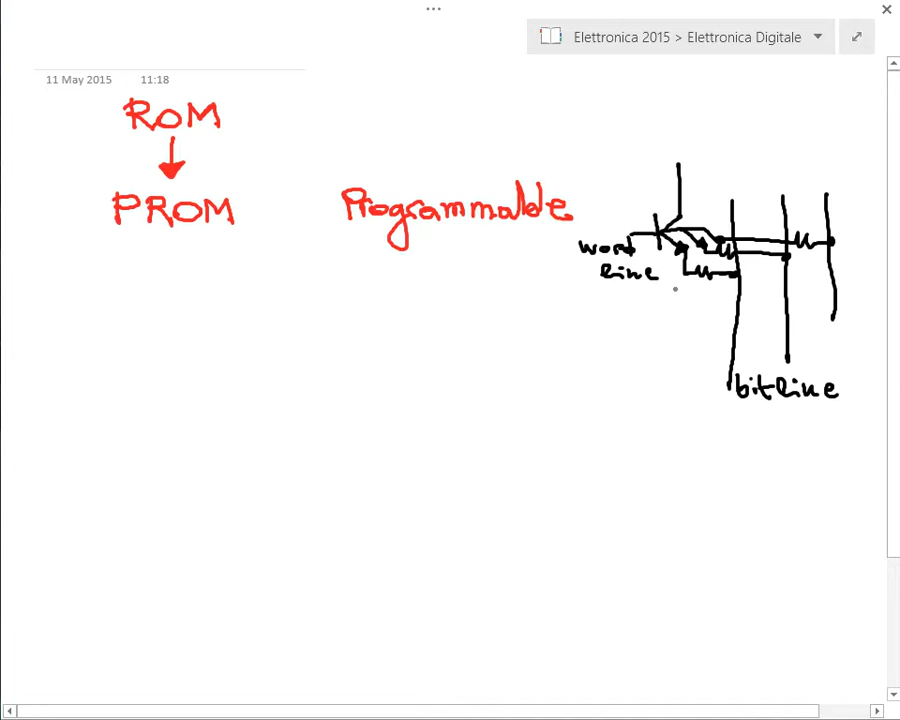 Elettronica 2015 > Elettronica Digitale
11 May 2015 11:18
ROM
PROM Programmable
word
line
bitline